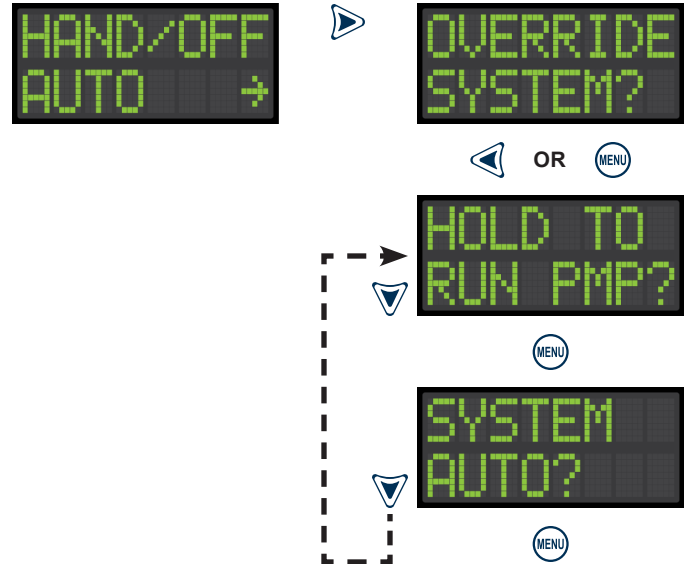 HAND/OFF
AUTO →
OVERRIDE
SYSTEM?
OR MENU
HOLD TO
RUN PMP?
MENU
SYSTEM
AUTO?
MENU